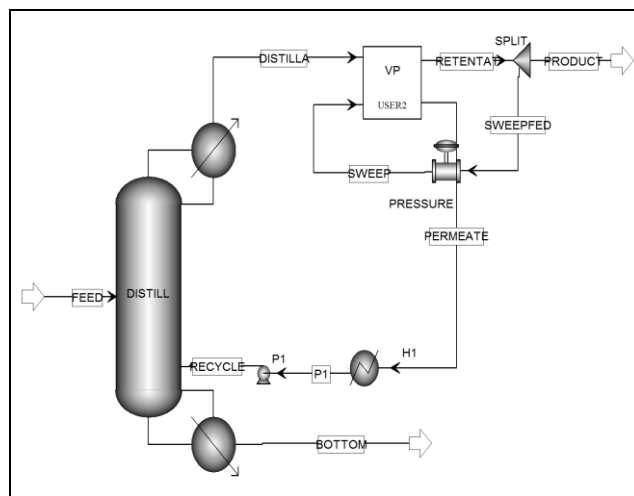 SPLIT
DISTILLA
VP
RETENTAT
PRODUCT
USER2
SWEEPFED
SWEEP
PRESSURE
PERMEATE
FEED
DISTILL
RECYCLE
P1
P1
H1
BOTTOM